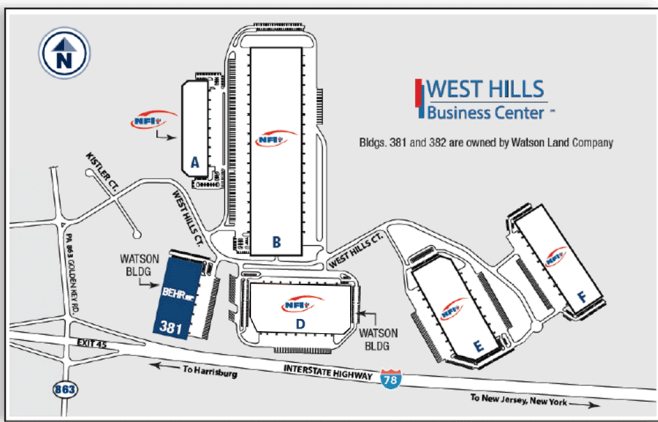 N
WEST HILLS
Business Center
Bldgs. 381 and 382 are owned by Watson Land Company
NFI
A
NFI
B
KISTLER CT.
WEST HILLS CT.
WEST HILLS CT.
PA 863 GOLDEN KEY RD.
WATSON
BLDG
BEHR
381
NFI
D
WATSON
BLDG
NFI
E
NFI
F
EXIT 45
To Harrisburg
INTERSTATE HIGHWAY
78
863
To New Jersey, New York